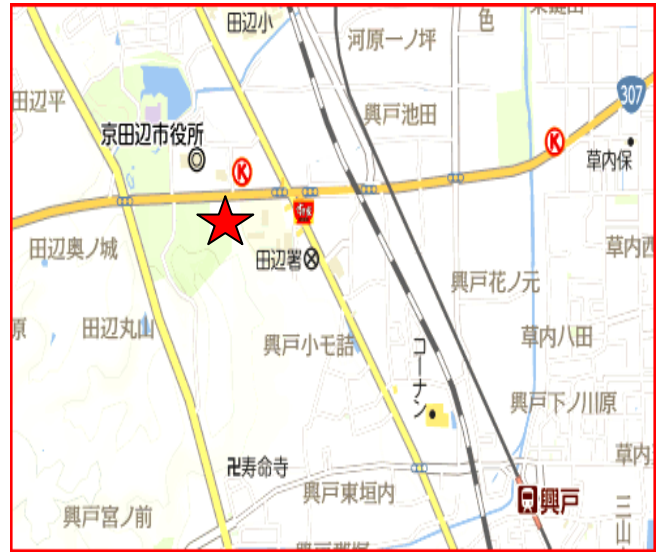 田辺小
色
河原一ノ坪
307
田辺平
興戸池田
京田辺市役所
K
K
草内保
田辺奥ノ城
田辺署
草内西
興戸花ノ元
原
田辺丸山
興戸小モ詰
コーナン
草内八田
興戸下ノ川原
草内
卍寿命寺
興戸東垣内
興戸
興戸宮ノ前
三山